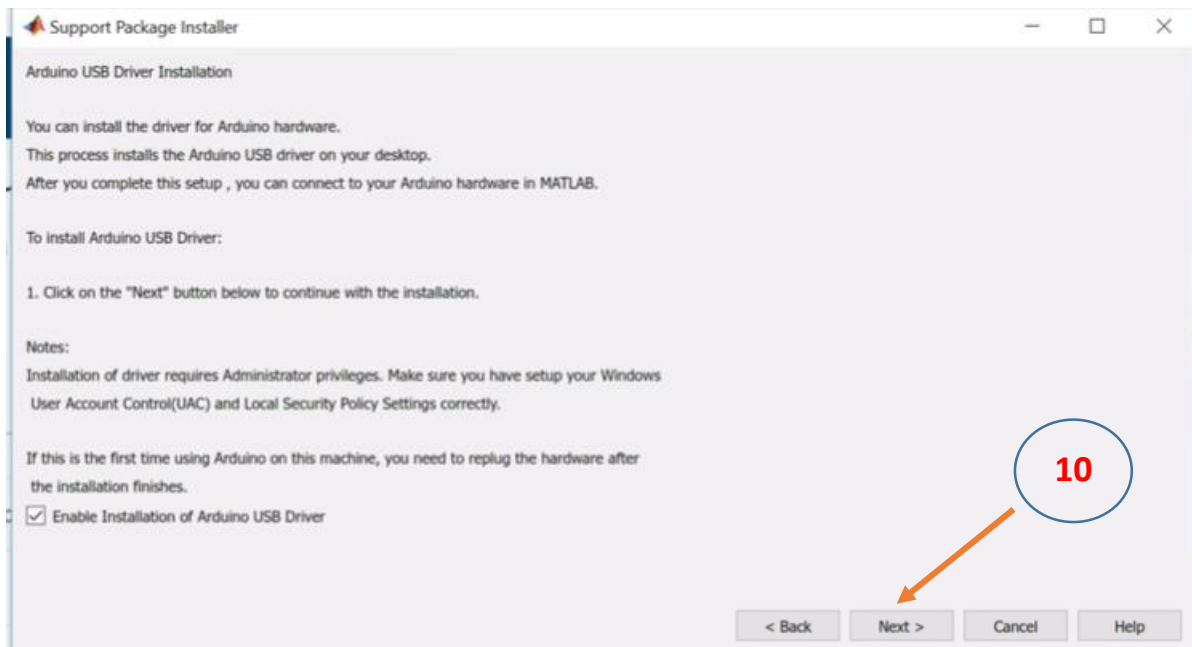 Support Package Installer
Arduino USB Driver Installation
You can install the driver for Arduino hardware.
This process installs the Arduino USB driver on your desktop.
After you complete this setup , you can connect to your Arduino hardware in MATLAB.
To install Arduino USB Driver:
1. Click on the "Next" button below to continue with the installation.
Notes:
Installation of driver requires Administrator privileges. Make sure you have setup your Windows
User Account Control(UAC) and Local Security Policy Settings correctly.
If this is the first time using Arduino on this machine, you need to replug the hardware after
the installation finishes.
Enable Installation of Arduino USB Driver
10
< Back Next > Cancel Help